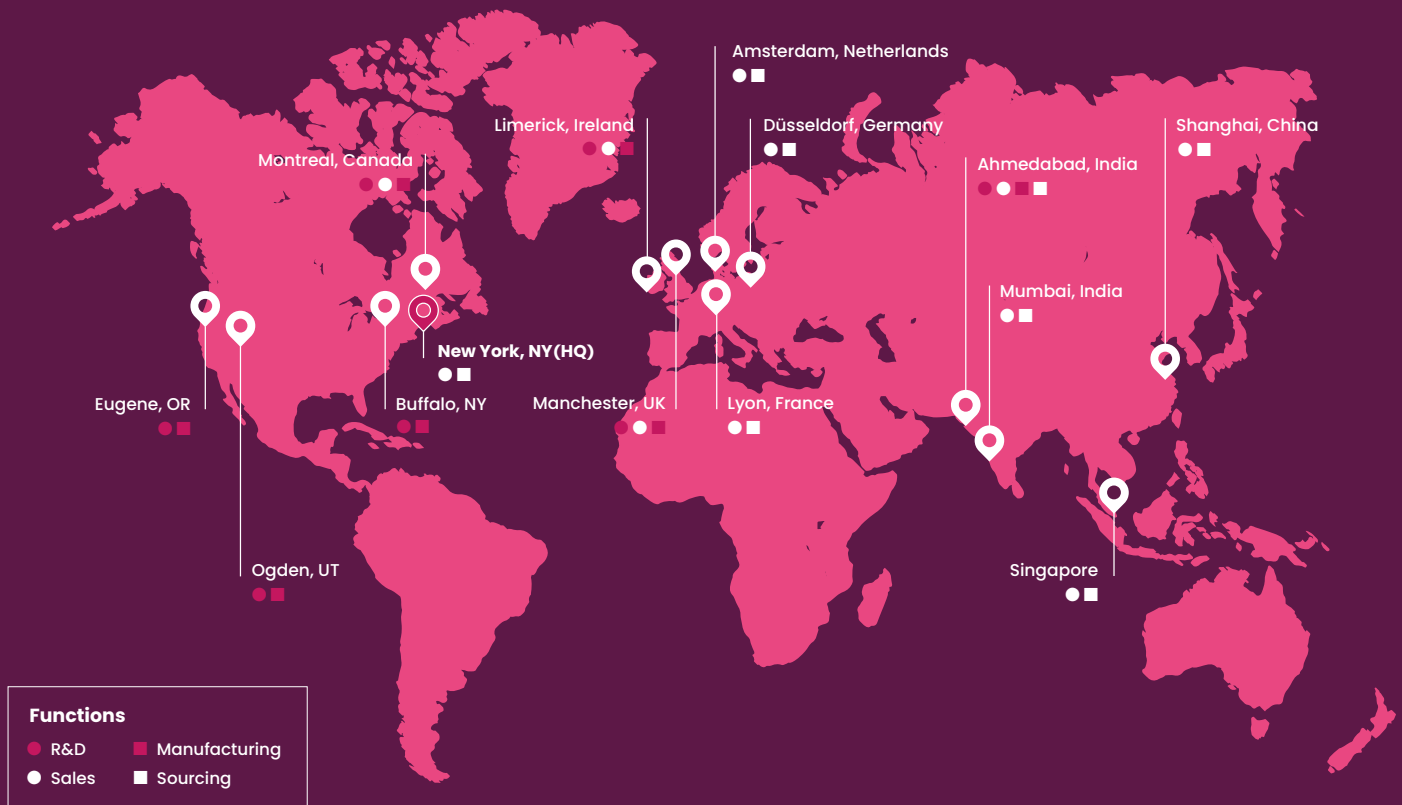 Amsterdam, Netherlands
Limerick, Ireland
Düsseldorf, Germany
Shanghai, China
Montreal, Canada
Ahmedabad, India
Mumbai, India
New York, NY(HQ)
Eugene, OR
Buffalo, NY
Manchester, UK
Lyon, France
Ogden, UT
Singapore
Functions
R&D
Manufacturing
Sales
Sourcing